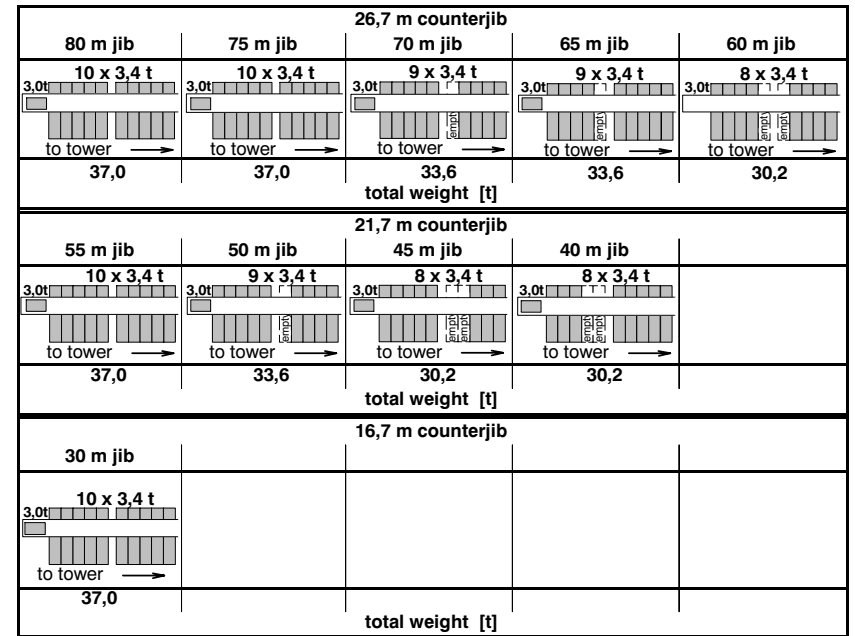 26,7 m counterjib
80 m jib 75 m jib 70 m jib 65 m jib 60 m jib
10 x 3,4 t 10 x 3,4 t 9 x 3,4 t 9 x 3,4 t 8 x 3,4 t
3,0t 3,0t 3,0t 3,0t 3,0t
empty empty empty empty
to tower to tower to tower to tower to tower
37,0 37,0 33,6 33,6 30,2
total weight [t]
21,7 m counterjib
55 m jib 50 m jib 45 m jib 40 m jib
10 x 3,4 t 9 x 3,4 t 8 x 3,4 t 8 x 3,4 t
3,0t 3,0t 3,0t 3,0t
empty empty empty empty empty
to tower to tower to tower to tower
37,0 33,6 30,2 30,2
total weight [t]
16,7 m counterjib
30 m jib
10 x 3,4 t
3,0t
to tower
37,0
total weight [t]